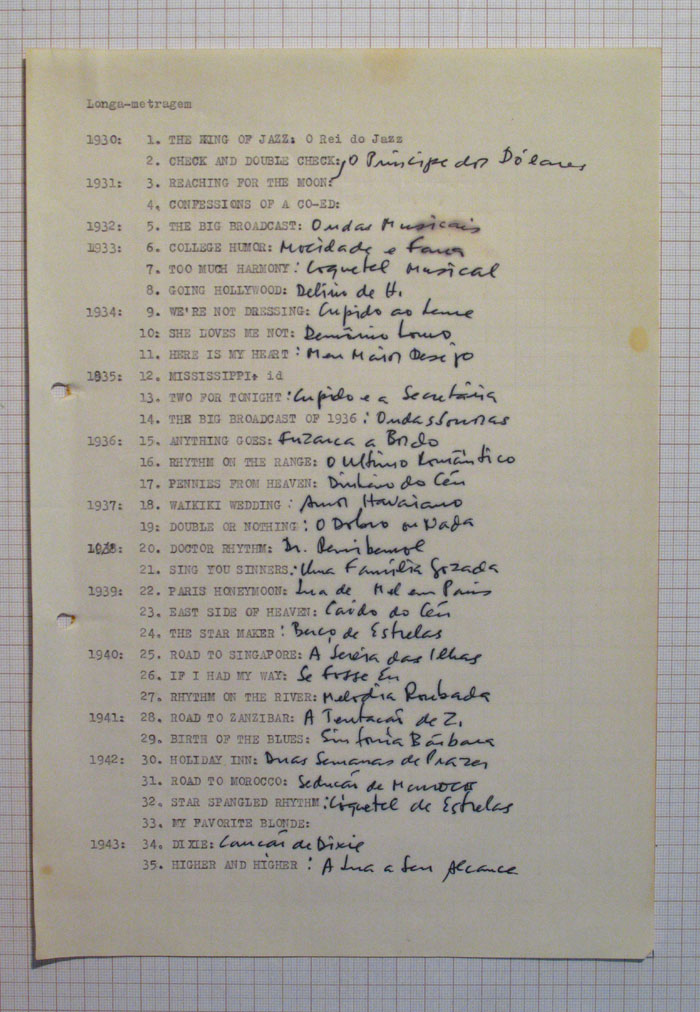 Longa-metragem
1930: 1. THE KING OF JAZZ: O Rei do Jazz
2. CHECK AND DOUBLE CHECK: O Príncipe dos Dólares
1931: 3. REACHING FOR THE MOON:
4. CONFESSIONS OF A CO-ED:
1932: 5. THE BIG BROADCAST: Ondas Musicais
1933: 6. COLLEGE HUMOR: Mocidade e Farra
7. TOO MUCH HARMONY: Coquetel Musical
8. GOING HOLLYWOOD: Delírio de H.
1934: 9. WE'RE NOT DRESSING: Cupido ao Leme
10: SHE LOVES ME NOT: Demônio Louro
11. HERE IS MY HEART: Meu Maior Desejo
1935: 12. MISSISSIPPI: id
13. TWO FOR TONIGHT: Cupido e a Secretária
14. THE BIG BROADCAST OF 1936: Ondas Sonoras
1936: 15. ANYTHING GOES: Fuzarca a Bordo
16. RHYTHM ON THE RANGE: O Último Romântico
17. PENNIES FROM HEAVEN: Dinheiro do Céu
1937: 18. WAIKIKI WEDDING: Amor Havaiano
19: DOUBLE OR NOTHING: O Dobro ou Nada
1938: 20. DOCTOR RHYTHM: Dr.
21. SING YOU SINNERS: Uma Família Gozada
1939: 22. PARIS HONEYMOON: Lua de Mel em Paris
23. EAST SIDE OF HEAVEN: Caído do Céu
24. THE STAR MAKER: Berço de Estrelas
1940: 25. ROAD TO SINGAPORE: A Sereia das Ilhas
26. IF I HAD MY WAY: Se Fosse Eu
27. RHYTHM ON THE RIVER: Melodia Roubada
1941: 28. ROAD TO ZANZIBAR: A Tentação de Z.
29. BIRTH OF THE BLUES: Sinfonia Bárbara
1942: 30. HOLIDAY INN: Duas Semanas de Prazer
31. ROAD TO MOROCCO: Sedução de Marrocos
32. STAR SPANGLED RHYTHM: Coquetel de Estrelas
33. MY FAVORITE BLONDE:
1943: 34. DIXIE: Canção de Dixie
35. HIGHER AND HIGHER: A Lua a Seu Alcance